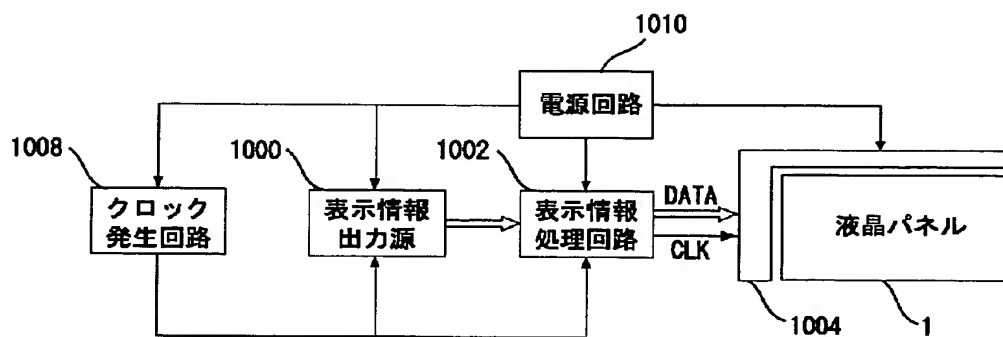 1010
電源回路
1008
1000
1002
クロック
発生回路
表示情報
出力源
表示情報
処理回路
DATA
CLK
液晶パネル
1004
1